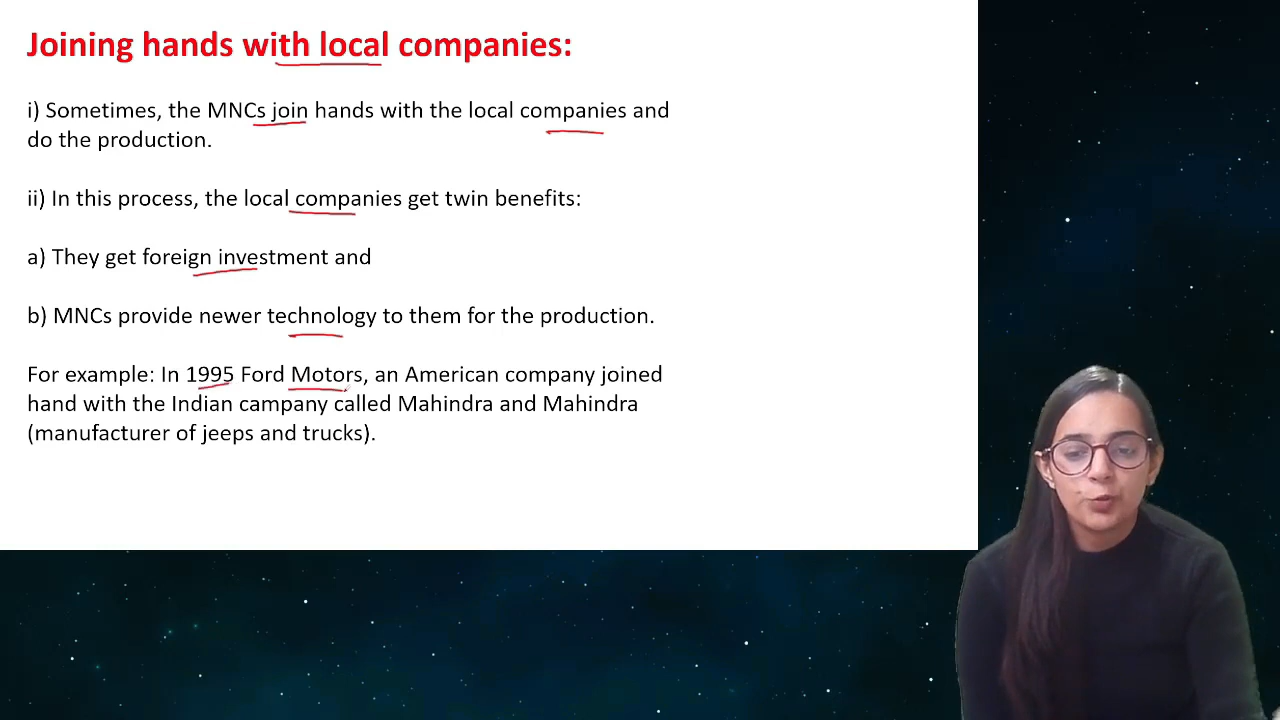 Joining hands with local companies:
i) Sometimes, the MNCs join hands with the local companies and
do the production.
ii) In this process, the local companies get twin benefits:
a) They get foreign investment and
b) MNCs provide newer technology to them for the production.
For example: In 1995 Ford Motors, an American company joined
hand with the Indian campany called Mahindra and Mahindra
(manufacturer of jeeps and trucks).